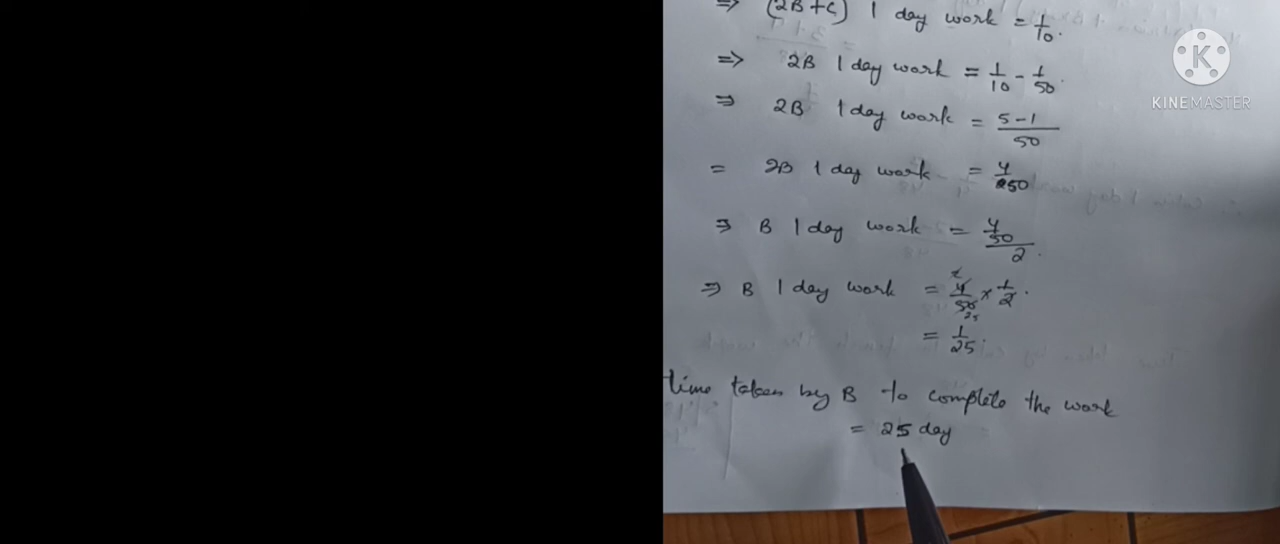 ⇒ (2B+C) 1 day work = 1/10.
⇒ 2B 1 day work = 1/10 - 1/50.
⇒ 2B 1 day work = 5-1/50
= 2B 1 day work = 4/50
⇒ B 1 day work = 4/50/2.
⇒ B 1 day work = 4/50 × 1/2.
= 1/25.
time taken by B to complete the work
= 25 day
KINEMASTER